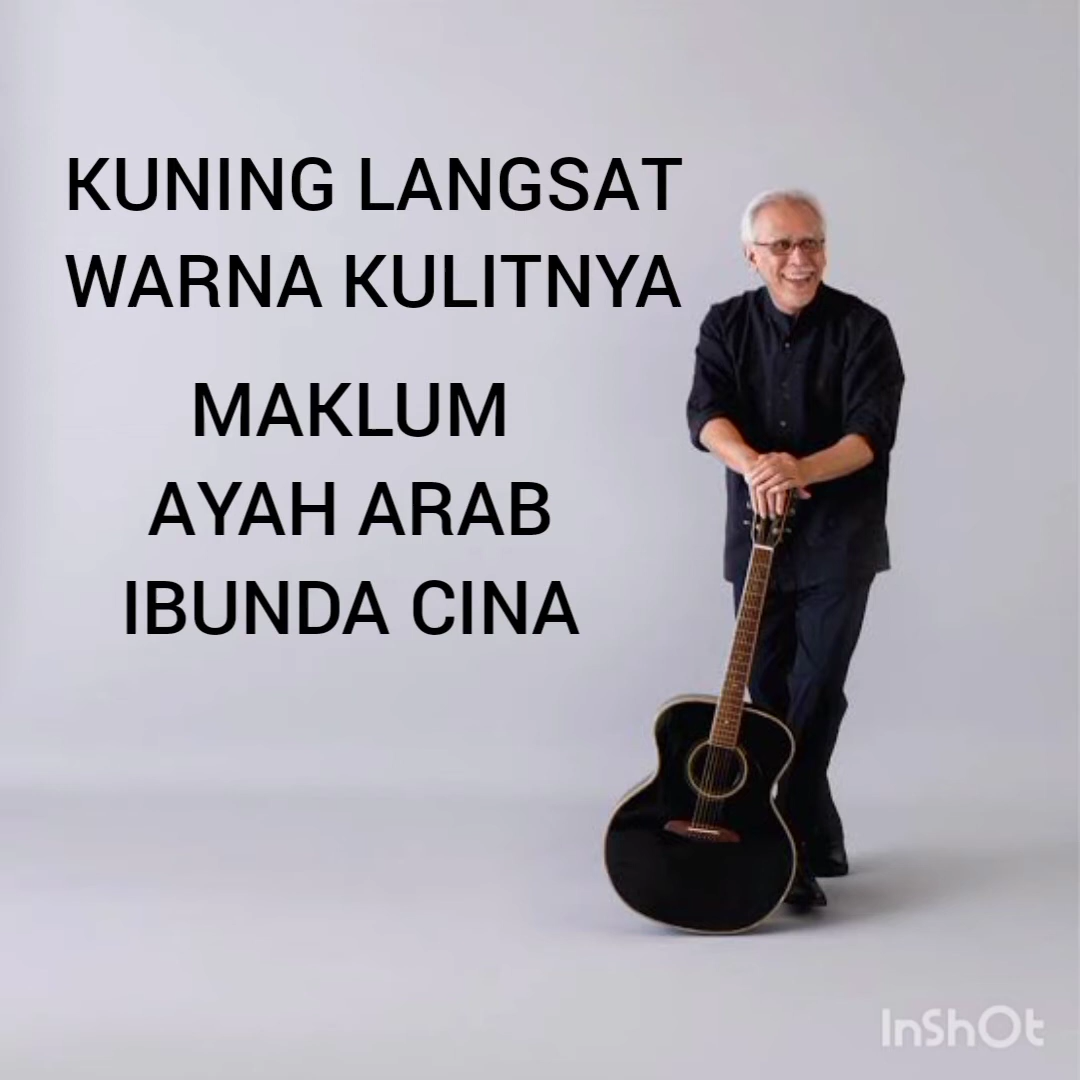 KUNING LANGSAT
WARNA KULITNYA
MAKLUM
AYAH ARAB
IBUNDA CINA
InShOt